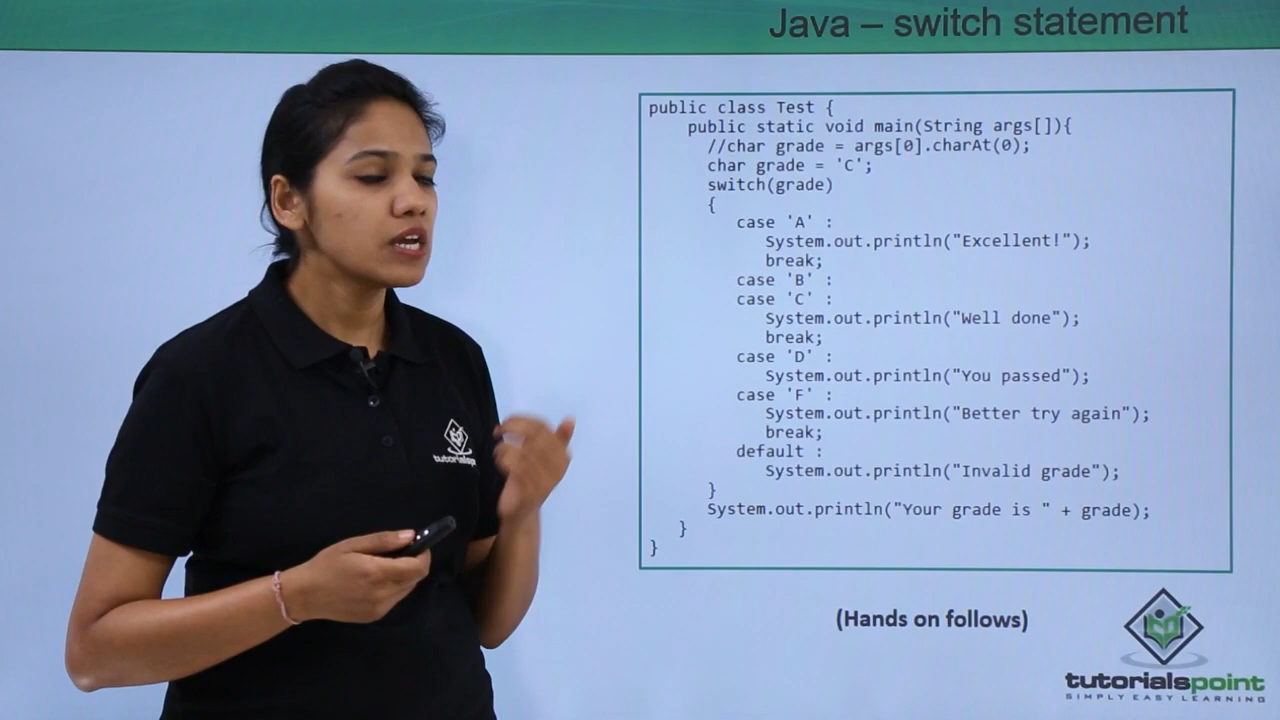 Java – switch statement
public class Test {
public static void main(String args[]){
//char grade = args[0].charAt(0);
char grade = 'C';
switch(grade)
{
case 'A' :
System.out.println("Excellent!");
break;
case 'B' :
case 'C' :
System.out.println("Well done");
break;
case 'D' :
System.out.println("You passed");
case 'F' :
System.out.println("Better try again");
break;
default :
System.out.println("Invalid grade");
}
System.out.println("Your grade is " + grade);
}
}
(Hands on follows)
tutorialspoint
SIMPLY EASY LEARNING